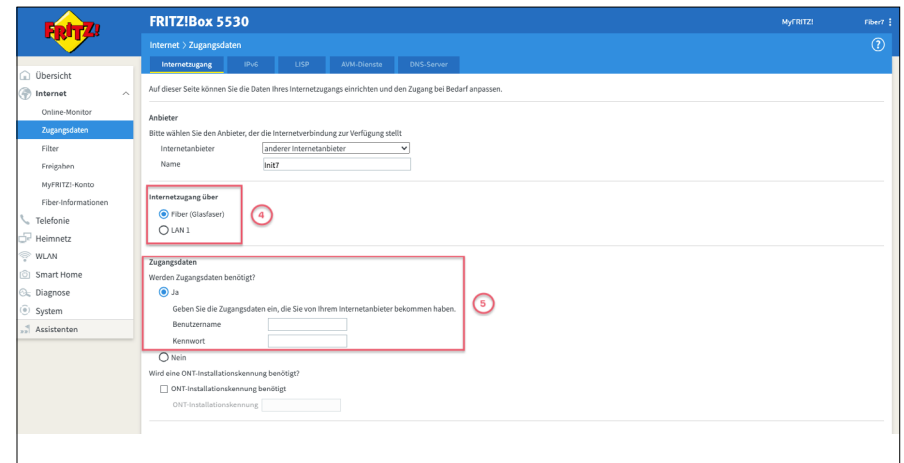 FRITZ!
FRITZ!Box 5530
MyFRITZ!
Fiber7
Internet > Zugangsdaten
?
Internetzugang
IPv6
LISP
AVM-Dienste
DNS-Server
Übersicht
Internet
Online-Monitor
Zugangsdaten
Filter
Freigaben
MyFRITZ!-Konto
Fiber-Informationen
Telefonie
Heimnetz
WLAN
Smart Home
Diagnose
System
Assistenten
Auf dieser Seite können Sie die Daten Ihres Internetzugangs einrichten und den Zugang bei Bedarf anpassen.
Anbieter
Bitte wählen Sie den Anbieter, der die Internetverbindung zur Verfügung stellt
Internetanbieter anderer Internetanbieter
Name Init7
Internetzugang über
Fiber (Glasfaser)
LAN 1
4
Zugangsdaten
Werden Zugangsdaten benötigt?
Ja
Geben Sie die Zugangsdaten ein, die Sie von Ihrem Internetanbieter bekommen haben.
Benutzername
Kennwort
5
Nein
Wird eine ONT-Installationskennung benötigt?
ONT-Installationskennung benötigt
ONT-Installationskennung